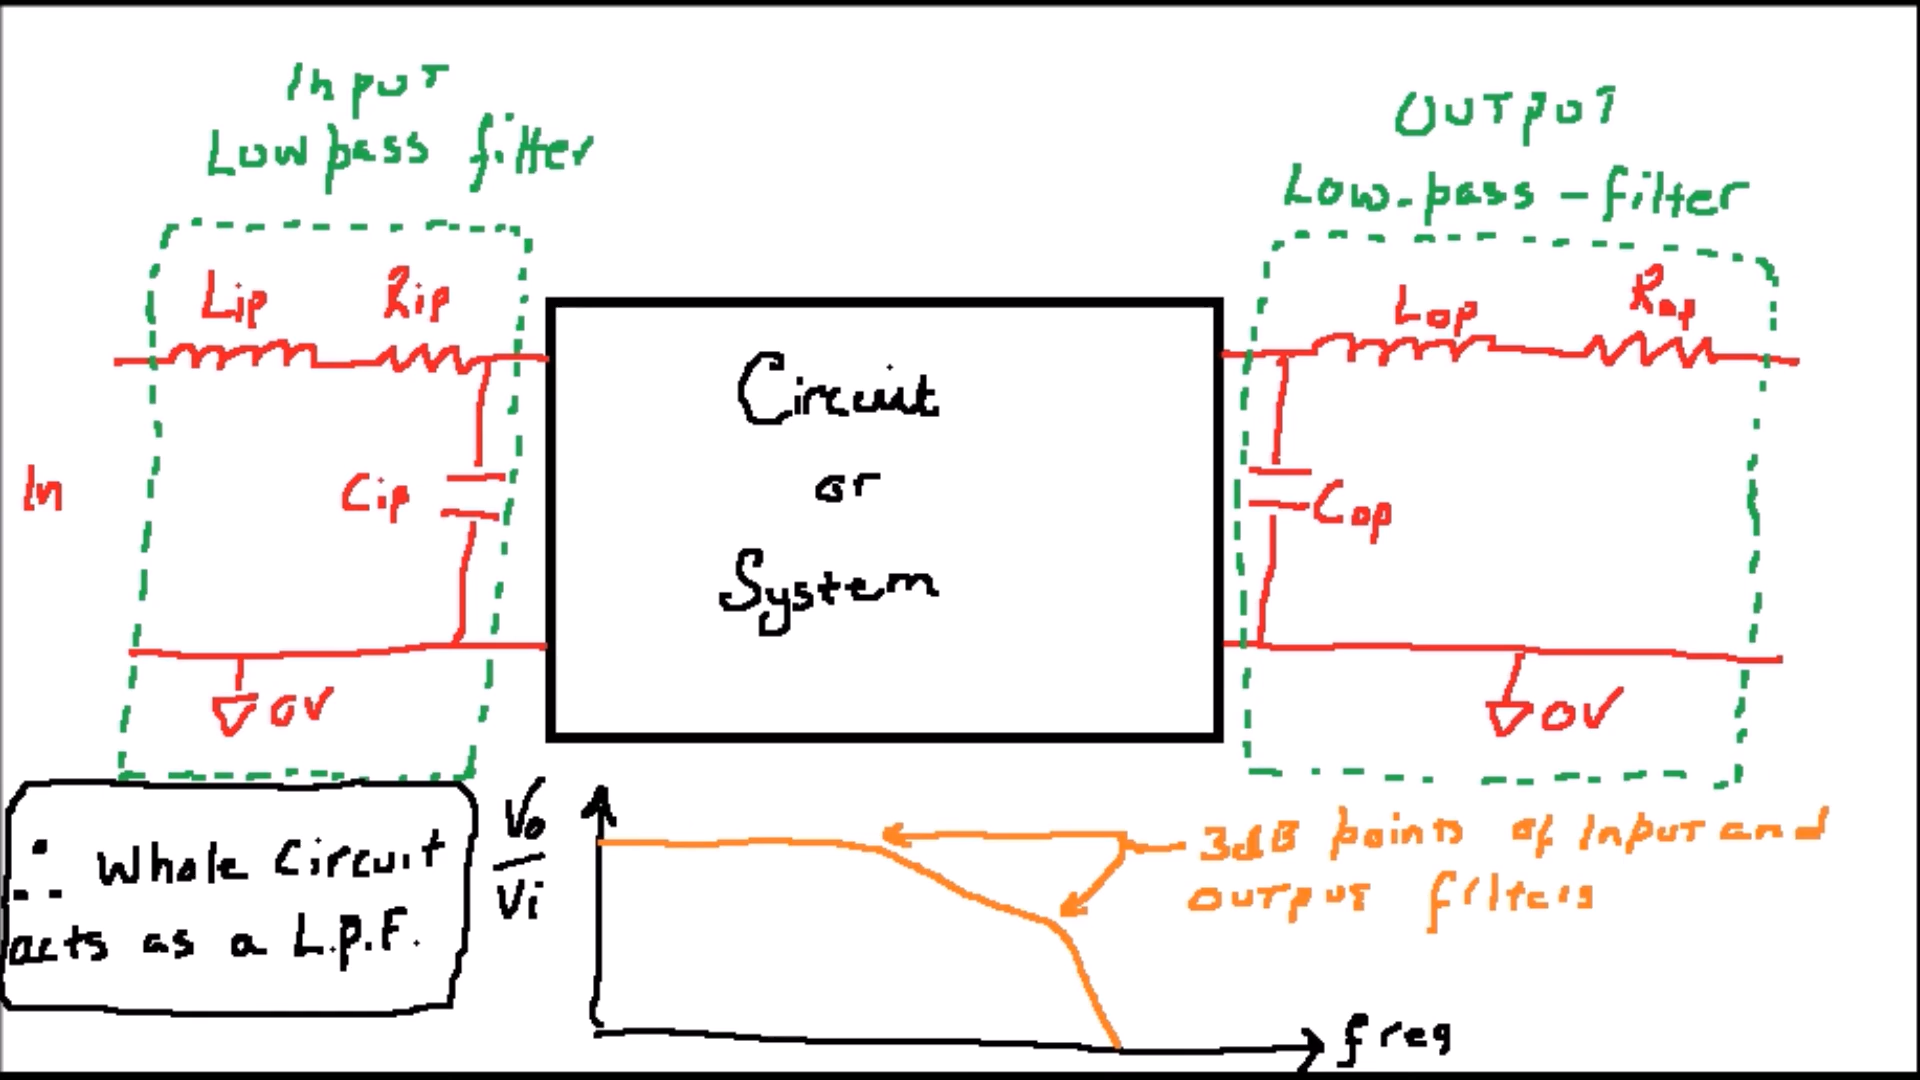 Input
Low pass filter
OUTPUT
Low-pass-filter
Lip
Rip
Lop
Rop
Circuit
or
System
In
Cip
Cop
0V
0V
∴ Whole Circuit
acts as a L.P.F.
Vo
Vi
3dB points of Input and
output filters
freq